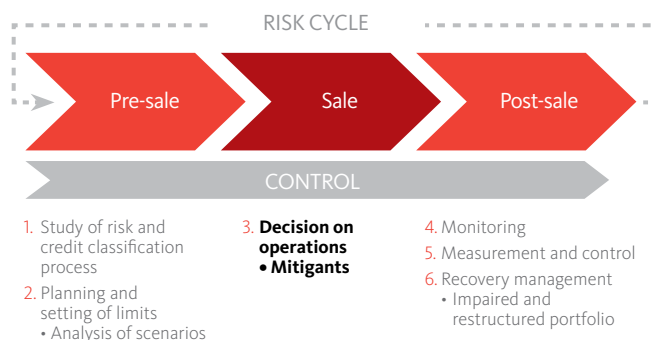 RISK CYCLE
Pre-sale
Sale
Post-sale
CONTROL
1. Study of risk and
credit classification
process
2. Planning and
setting of limits
• Analysis of scenarios
3. Decision on
operations
• Mitigants
4. Monitoring
5. Measurement and control
6. Recovery management
• Impaired and
restructured portfolio